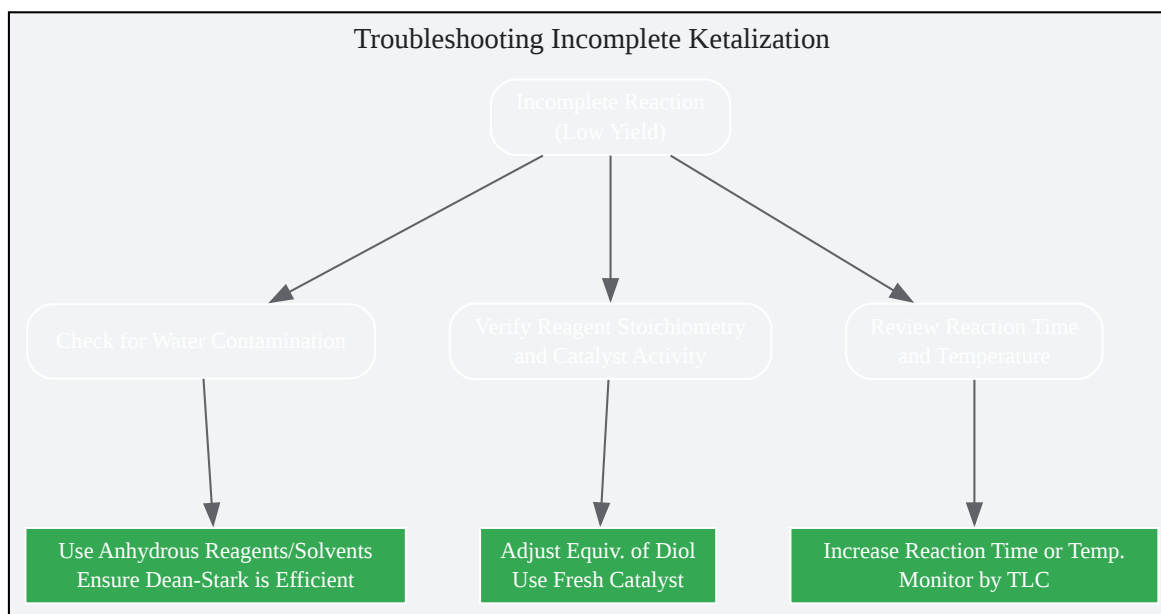 Troubleshooting Incomplete Ketalization
Incomplete Reaction
(Low Yield)
Check for Water Contamination
Verify Reagent Stoichiometry
and Catalyst Activity
Review Reaction Time
and Temperature
Use Anhydrous Reagents/Solvents
Ensure Dean-Stark is Efficient
Adjust Equiv. of Diol
Use Fresh Catalyst
Increase Reaction Time or Temp.
Monitor by TLC